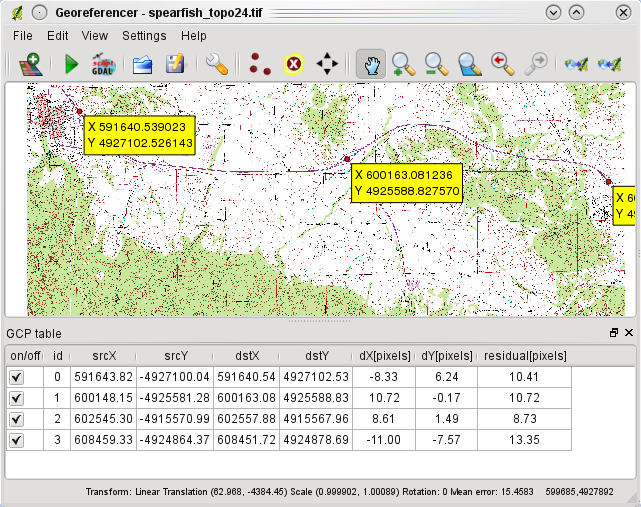 Georeferencer - spearfish_topo24.tif
File Edit View Settings Help
GDAL
X 591640.539023
Y 4927102.526143
X 600163.081236
Y 4925588.827570
X 60
Y 49
GCP table
on/off id srcX srcY dstX dstY dX[pixels] dY[pixels] residual[pixels]
0 591643.82 -4927100.04 591640.54 4927102.53 -8.33 6.24 10.41
1 600148.15 -4925581.28 600163.08 4925588.83 10.72 -0.17 10.72
2 602545.30 -4915570.99 602557.88 4915567.96 8.61 1.49 8.73
3 608459.33 -4924864.37 608451.72 4924878.69 -11.00 -7.57 13.35
Transform: Linear Translation (62.968, -4384.45) Scale (0.999902, 1.00089) Rotation: 0 Mean error: 15.4583 599685,4927892